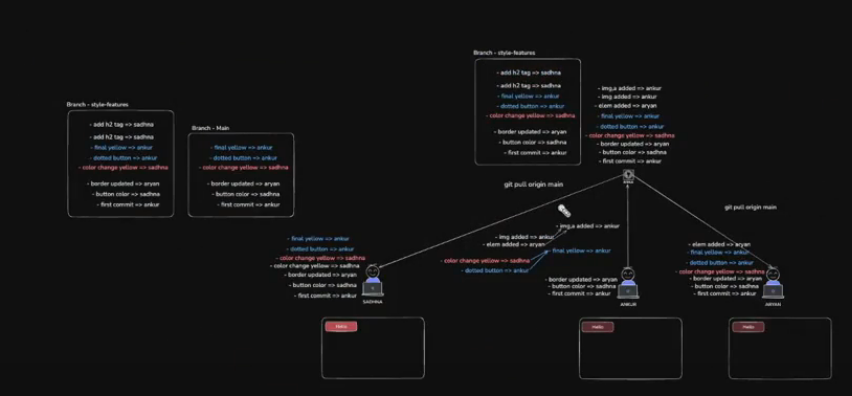 Branch - style-features
- add h2 tag => sadhna
- add h2 tag => sadhna
- final yellow => ankur
- dotted button => ankur
- color change yellow => sadhna
- border updated => aryan
- button color => sadhna
- first commit => ankur
Branch - Main
- final yellow => ankur
- dotted button => ankur
- color change yellow => sadhna
- border updated => aryan
- button color => sadhna
- first commit => ankur
Branch - style-features
- add h2 tag => sadhna
- add h2 tag => sadhna
- final yellow => ankur
- dotted button => ankur
- color change yellow => sadhna
- border updated => aryan
- button color => sadhna
- first commit => ankur
- img,a added => ankur
- img added => ankur
- elem added => aryan
- final yellow => ankur
- dotted button => ankur
- color change yellow => sadhna
- border updated => aryan
- button color => sadhna
- first commit => ankur
git pull origin main
git pull origin main
- final yellow => ankur
- dotted button => ankur
- color change yellow => sadhna
- color change yellow => sadhna
- border updated => aryan
- button color => sadhna
- first commit => ankur
SADHNA
- img,a added => ankur
- img added => ankur
- elem added => aryan
- final yellow => ankur
- color change yellow => sadhna
- dotted button => ankur
- border updated => aryan
- button color => sadhna
- first commit => ankur
ANKUR
- elem added => aryan
- final yellow => ankur
- dotted button => ankur
- color change yellow => sadhna
- border updated => aryan
- button color => sadhna
- first commit => ankur
ARYAN
Hello
Hello
Hello